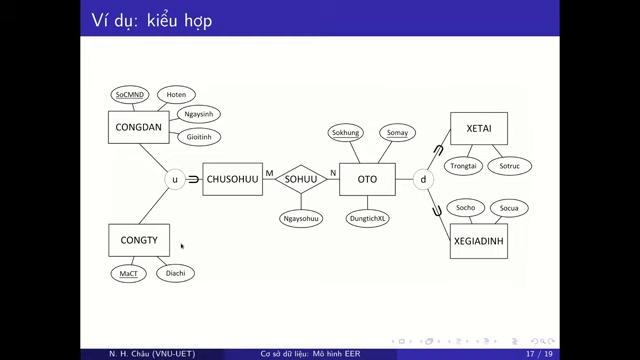 Ví dụ: kiểu hợp
SoCMND
Hoten
Ngaysinh
CONGDAN
Gioitinh
u
CHUSOHUU
M
SOHUU
N
OTO
d
Ngaysohuu
Sokhung
Somay
DungtichXL
XETAI
Trongtai
Sotruc
Socho
Socua
XEGIADINH
CONGTY
MaCT
Diachi
N. H. Châu (VNU-UET)
Cơ sở dữ liệu: Mô hình EER
17 / 19